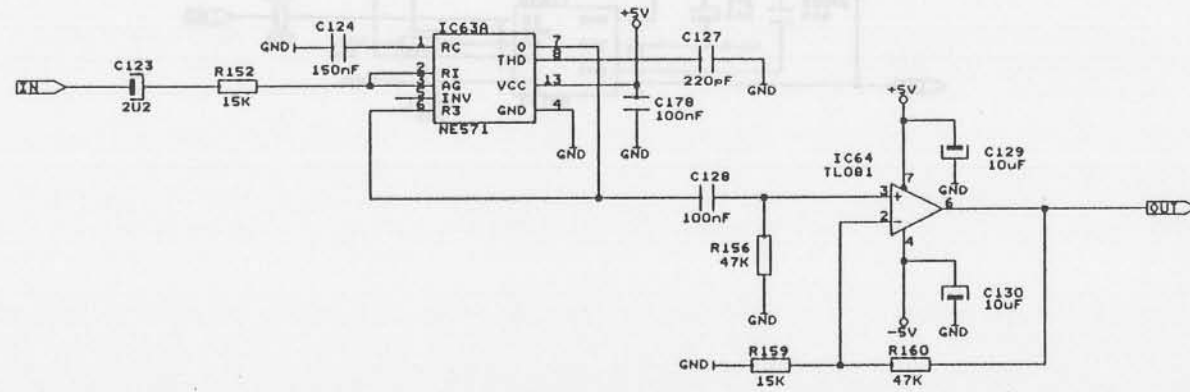 +5V
C124
IC63A
C127
GND
1
RC
O
7
THD
8
150nF
220pF
C123
R152
2
RI
IN
3
AG
VCC
13
GND
2U2
15K
INV
C178
6
R3
GND
4
100nF
NE571
+5V
GND
GND
IC64
C129
TL081
10uF
C128
7
GND
3
+
6
OUT
100nF
2
-
R156
4
47K
C130
10uF
GND
-5V
GND
R159
R160
GND
15K
47K